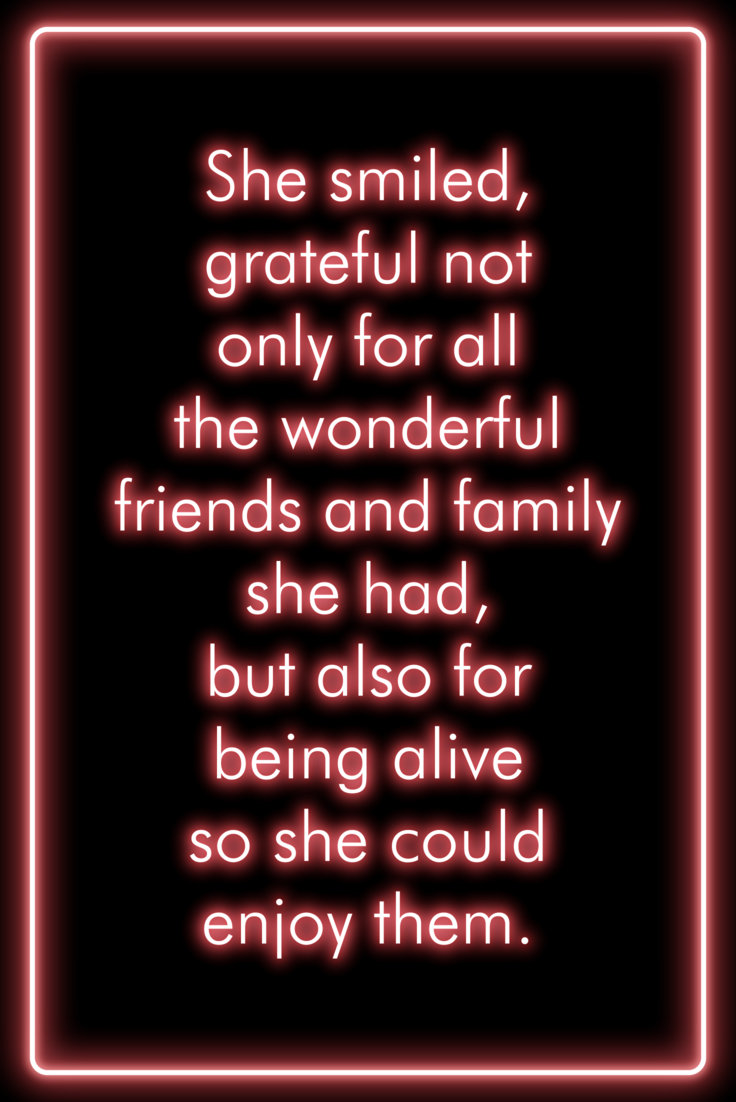 She smiled,
grateful not
only for all
the wonderful
friends and family
she had,
but also for
being alive
so she could
enjoy them.